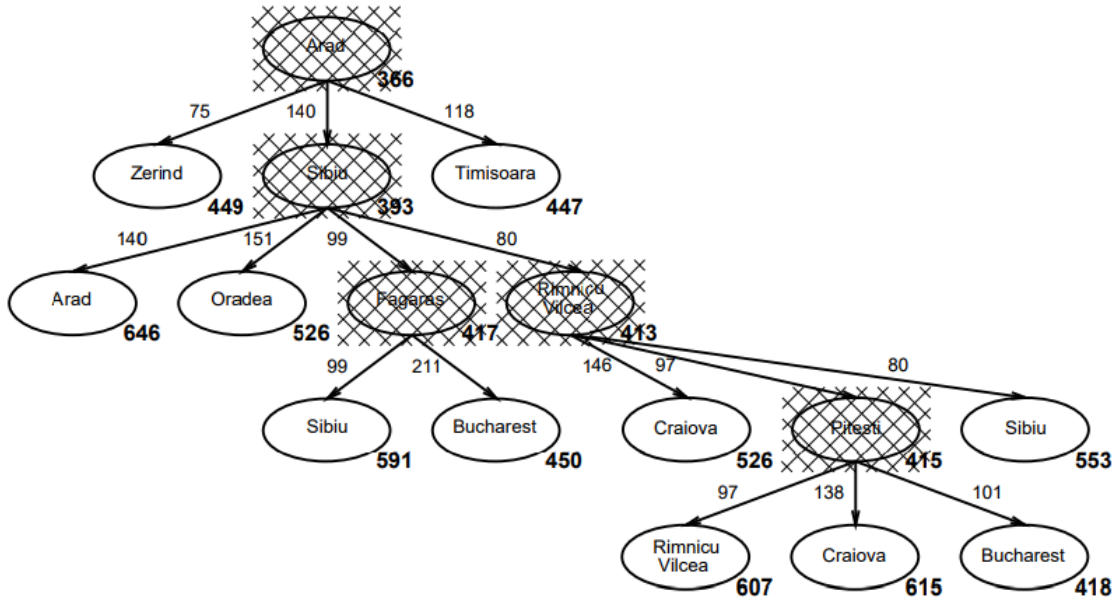 Arad
366
75
140
118
Zerind
449
Sibiu
393
Timisoara
447
140
151
99
80
Arad
646
Oradea
526
Fagaras
417
Rimnicu
Vilcea
413
99
211
146
97
80
Sibiu
591
Bucharest
450
Craiova
526
Pitesti
415
Sibiu
553
97
138
101
Rimnicu
Vilcea
607
Craiova
615
Bucharest
418